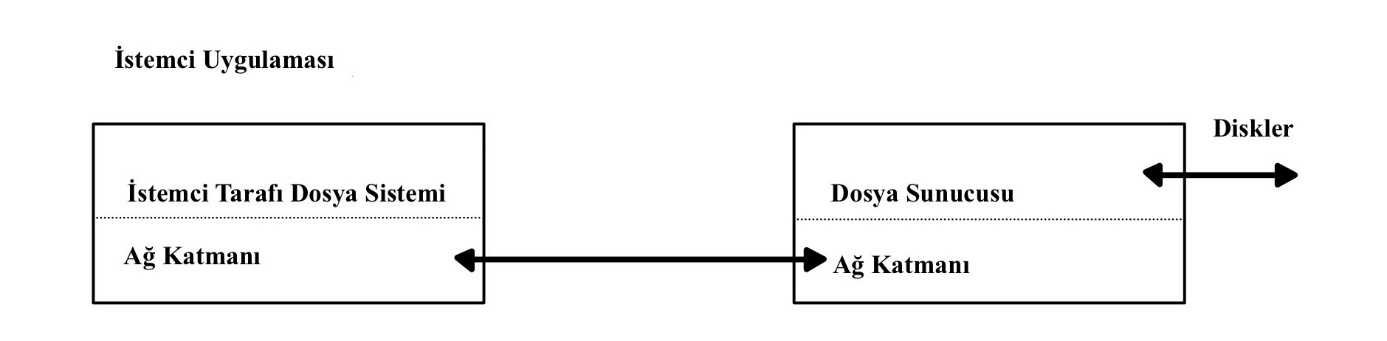 İstemci Uygulaması
Diskler
İstemci Tarafı Dosya Sistemi
Dosya Sunucusu
Ağ Katmanı
Ağ Katmanı